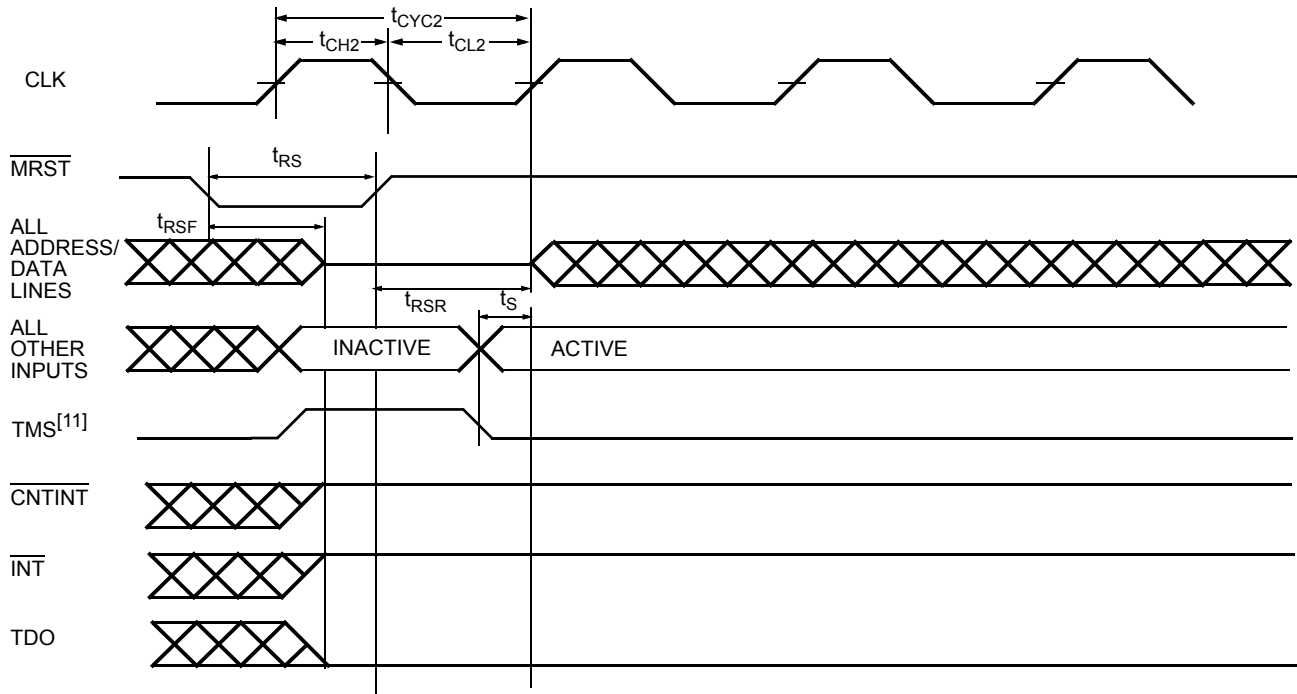 tCYC2
tCH2
tCL2
CLK
MRST
tRS
tRSF
ALL
ADDRESS/
DATA
LINES
tRSR
tS
ALL
OTHER
INPUTS
INACTIVE
ACTIVE
TMS[11]
CNTINT
INT
TDO